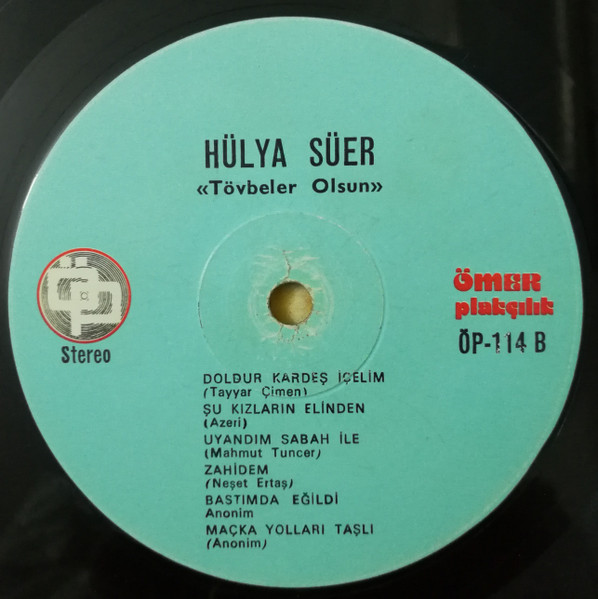 HÜLYA SÜER
«Tövbeler Olsun»
ÖP
Stereo
ÖMER
plakçılık
ÖP-114 B
DOLDUR KARDEŞ İÇELİM
(Tayyar Çimen)
ŞU KIZLARIN ELİNDEN
(Azeri)
UYANDIM SABAH İLE
(Mahmut Tuncer)
ZAHİDEM
(Neşet Ertaş)
BASTIMDA EĞİLDİ
Anonim
MAÇKA YOLLARI TAŞLI
(Anonim)